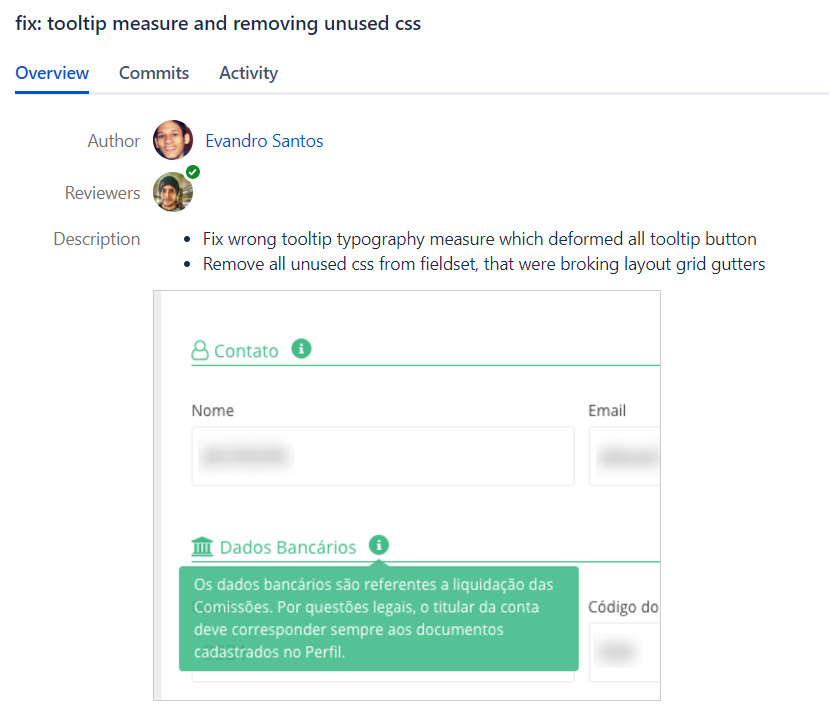 fix: tooltip measure and removing unused css
Overview Commits Activity
Author Evandro Santos
Reviewers
Description
• Fix wrong tooltip typography measure which deformed all tooltip button
• Remove all unused css from fieldset, that were broking layout grid gutters
Contato
Nome Email
Dados Bancários
Os dados bancários são referentes a liquidação das
Comissões. Por questões legais, o titular da conta
deve corresponder sempre aos documentos
cadastrados no Perfil.
Código do